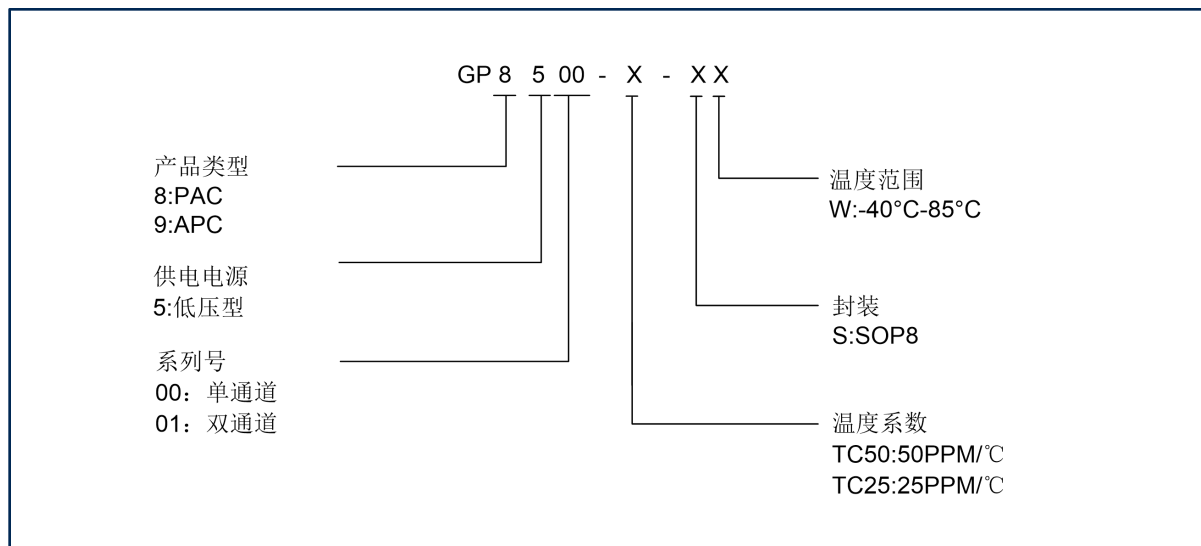 GP 8 5 00 - X - X X
产品类型
8:PAC
9:APC
供电电源
5:低压型
系列号
00：单通道
01：双通道
温度范围
W:-40°C-85°C
封装
S:SOP8
温度系数
TC50:50PPM/℃
TC25:25PPM/℃